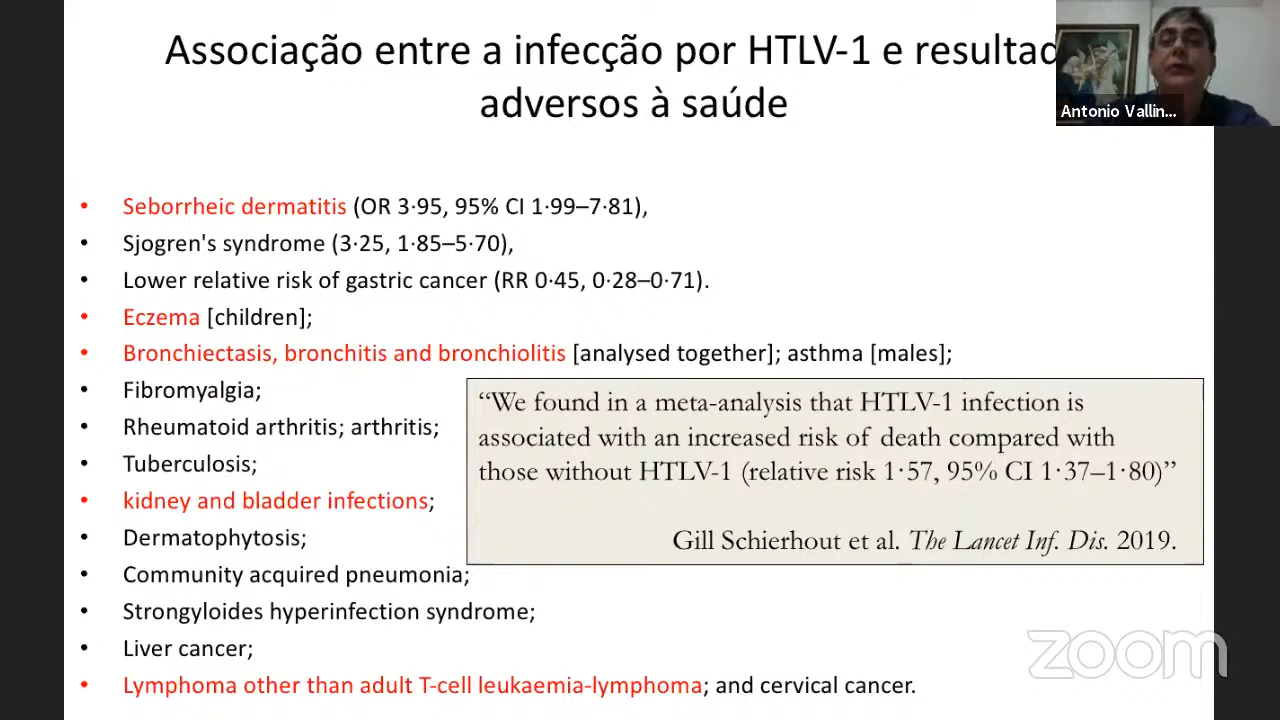 Associação entre a infecção por HTLV-1 e resultad
adversos à saúde
Antonio Vallin...
• Seborrheic dermatitis (OR 3·95, 95% CI 1·99–7·81),
• Sjogren's syndrome (3·25, 1·85–5·70),
• Lower relative risk of gastric cancer (RR 0·45, 0·28–0·71).
• Eczema [children];
• Bronchiectasis, bronchitis and bronchiolitis [analysed together]; asthma [males];
• Fibromyalgia;
• Rheumatoid arthritis; arthritis;
• Tuberculosis;
• kidney and bladder infections;
• Dermatophytosis;
• Community acquired pneumonia;
• Strongyloides hyperinfection syndrome;
• Liver cancer;
• Lymphoma other than adult T-cell leukaemia-lymphoma; and cervical cancer.
“We found in a meta-analysis that HTLV-1 infection is
associated with an increased risk of death compared with
those without HTLV-1 (relative risk 1·57, 95% CI 1·37–1·80)”
Gill Schierhout et al. The Lancet Inf. Dis. 2019.
zoom